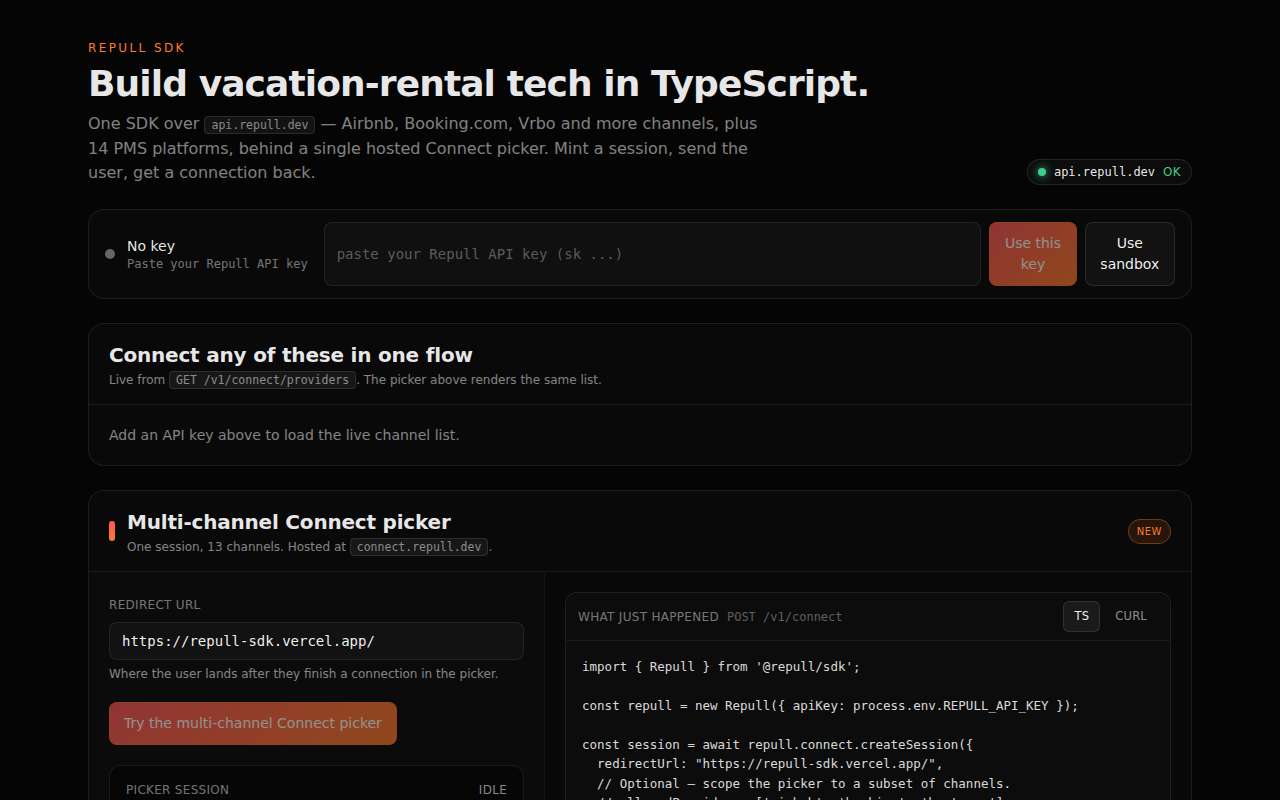 REPULL SDK
Build vacation-rental tech in TypeScript.
One SDK over api.repull.dev — Airbnb, Booking.com, Vrbo and more channels, plus
14 PMS platforms, behind a single hosted Connect picker. Mint a session, send the
user, get a connection back.
api.repull.dev OK
No key
Paste your Repull API key
paste your Repull API key (sk ...)
Use this
key
Use
sandbox
Connect any of these in one flow
Live from GET /v1/connect/providers. The picker above renders the same list.
Add an API key above to load the live channel list.
Multi-channel Connect picker
One session, 13 channels. Hosted at connect.repull.dev.
NEW
REDIRECT URL
https://repull-sdk.vercel.app/
Where the user lands after they finish a connection in the picker.
Try the multi-channel Connect picker
PICKER SESSION IDLE
WHAT JUST HAPPENED POST /v1/connect
TS CURL
import { Repull } from '@repull/sdk';
const repull = new Repull({ apiKey: process.env.REPULL_API_KEY });
const session = await repull.connect.createSession({
redirectUrl: "https://repull-sdk.vercel.app/",
// Optional — scope the picker to a subset of channels.